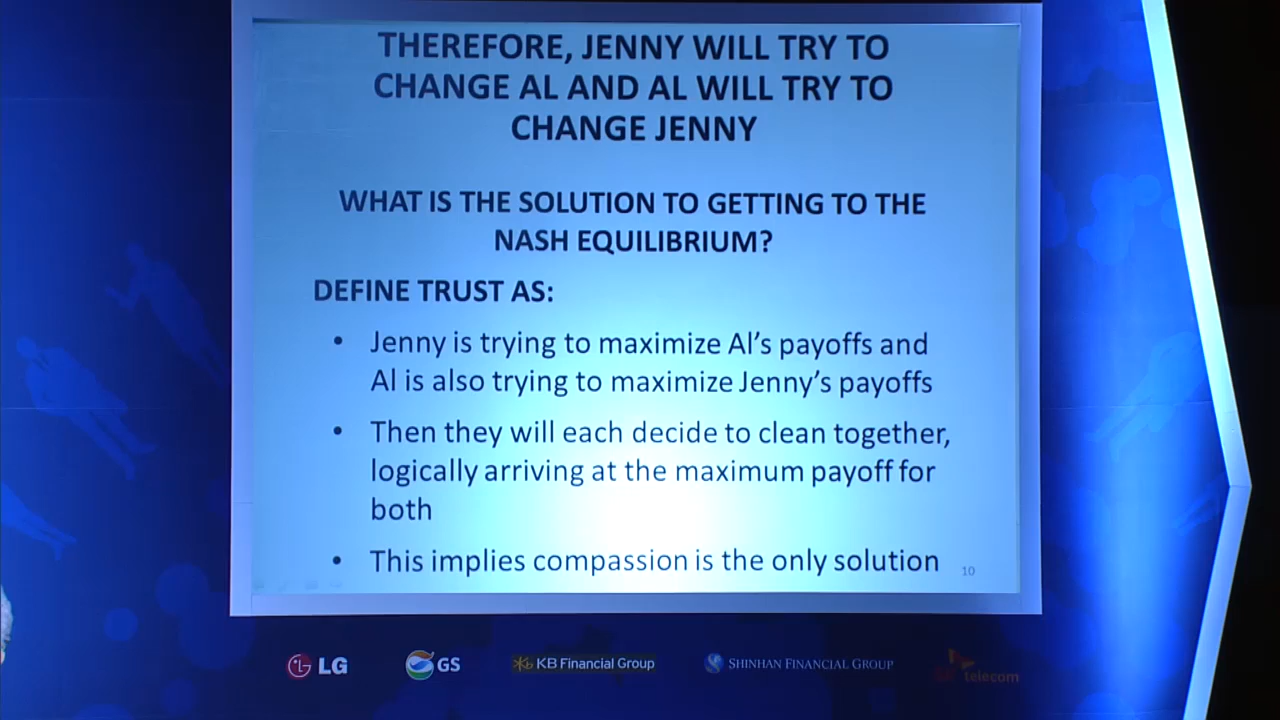 THEREFORE, JENNY WILL TRY TO
CHANGE AL AND AL WILL TRY TO
CHANGE JENNY
WHAT IS THE SOLUTION TO GETTING TO THE
NASH EQUILIBRIUM?
DEFINE TRUST AS:
• Jenny is trying to maximize Al's payoffs and
Al is also trying to maximize Jenny's payoffs
• Then they will each decide to clean together,
logically arriving at the maximum payoff for
both
• This implies compassion is the only solution
10
LG
GS
KB Financial Group
SHINHAN FINANCIAL GROUP
SK telecom